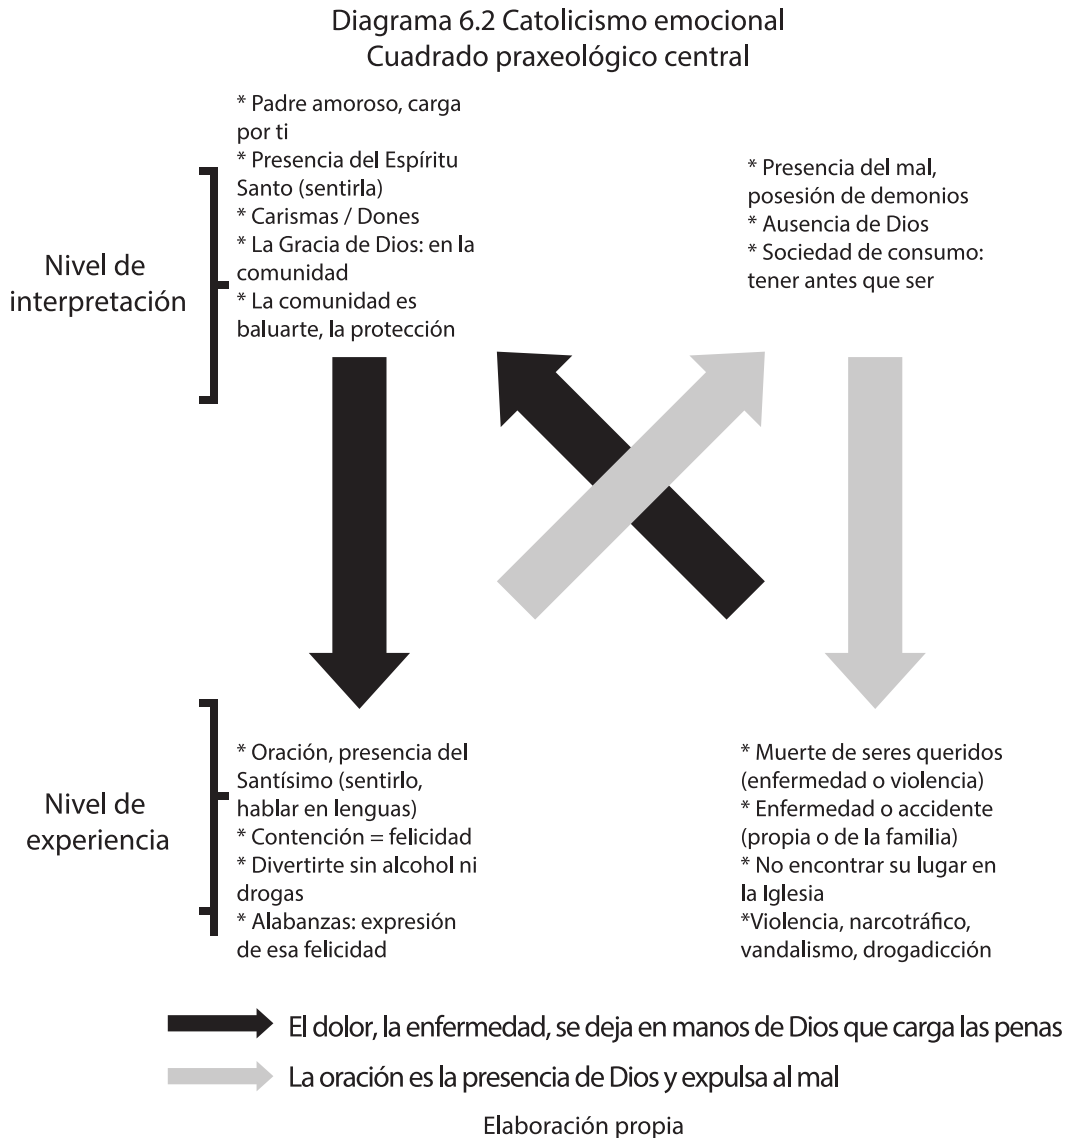 Diagrama 6.2 Catolicismo emocional
Cuadrado praxeológico central
Nivel de
interpretación
* Padre amoroso, carga
por ti
* Presencia del Espíritu
Santo (sentirla)
* Carismas / Dones
* La Gracia de Dios: en la
comunidad
* La comunidad es
baluarte, la protección
* Presencia del mal,
posesión de demonios
* Ausencia de Dios
* Sociedad de consumo:
tener antes que ser
Nivel de
experiencia
* Oración, presencia del
Santísimo (sentirlo,
hablar en lenguas)
* Contención = felicidad
* Divertirte sin alcohol ni
drogas
* Alabanzas: expresión
de esa felicidad
* Muerte de seres queridos
(enfermedad o violencia)
* Enfermedad o accidente
(propia o de la familia)
* No encontrar su lugar en
la Iglesia
*Violencia, narcotráfico,
vandalismo, drogadicción
El dolor, la enfermedad, se deja en manos de Dios que carga las penas
La oración es la presencia de Dios y expulsa al mal
Elaboración propia